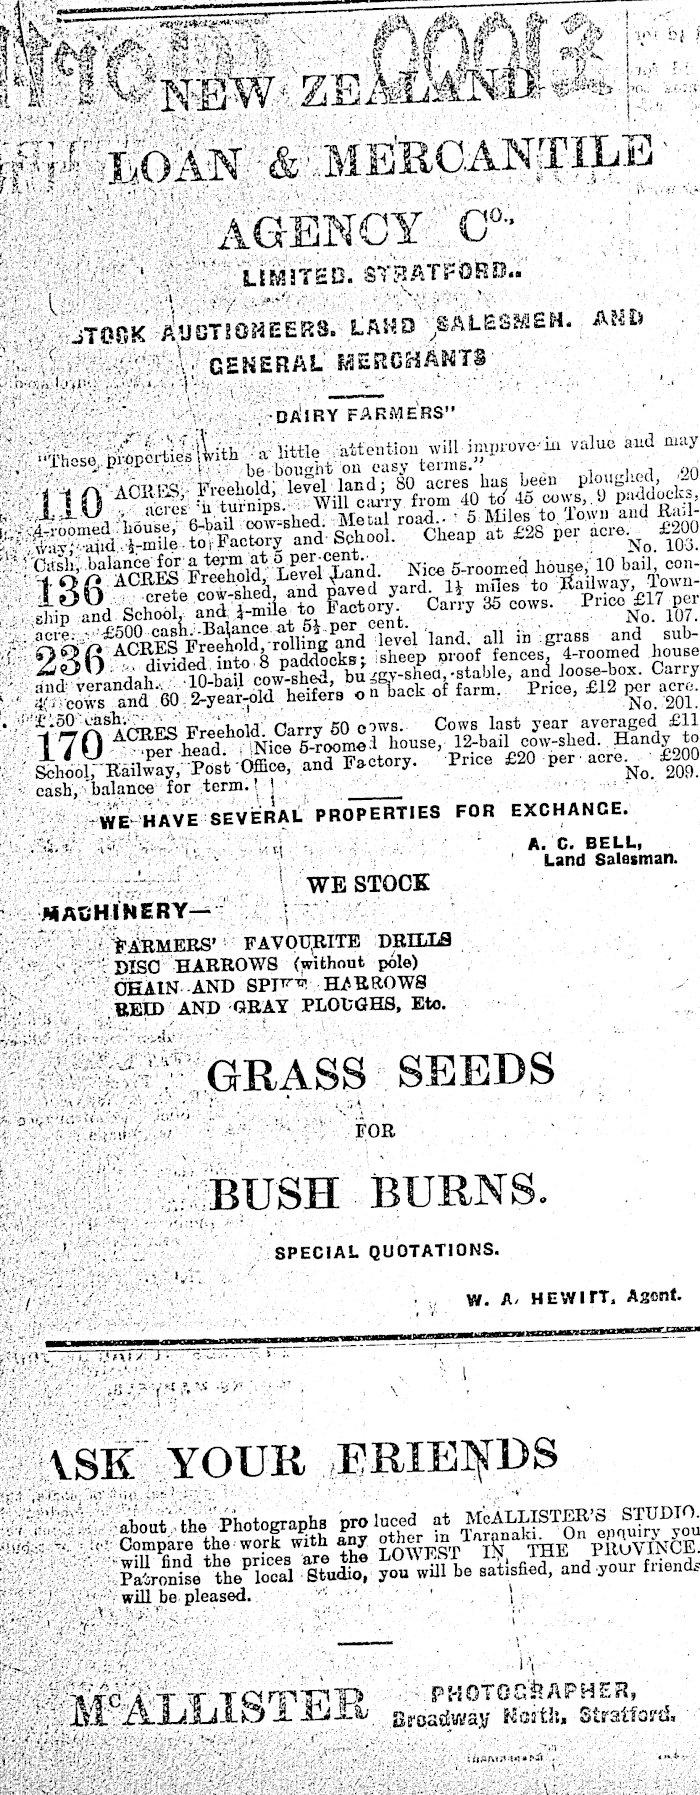 NEW ZEALAND
LOAN & MERCANTILE
AGENCY Co.,
LIMITED. STRATFORD..
STOCK AUCTIONEERS. LAND SALESMEN. AND
GENERAL MERCHANTS
DAIRY FARMERS"
"These properties with a little attention will improve in value and may
be bought on easy terms."
110 ACRES, Freehold, level land; 80 acres has been ploughed, 20
acres in turnips. Will carry from 40 to 45 cows, 9 paddocks,
4-roomed house, 6-bail cow-shed. Metal road.. 5 Miles to Town and Rail-
way, and ½-mile to Factory and School. Cheap at £28 per acre. £200
Cash, balance for a term at 5 per cent. No. 103.
136 ACRES Freehold, Level Land. Nice 5-roomed house, 10 bail, con-
crete cow-shed, and paved yard. 1½ miles to Railway, Town-
ship and School, and ¼-mile to Factory. Carry 35 cows. Price £17 per
acre. £500 cash. Balance at 5½ per cent. No. 107.
236 ACRES Freehold, rolling and level land, all in grass and sub-
divided into 8 paddocks; sheep proof fences, 4-roomed house
and verandah. 10-bail cow-shed, buggy-shed, stable, and loose-box. Carry
cows and 60 2-year-old heifers on back of farm. Price, £12 per acre.
cash. No. 201.
170 ACRES Freehold. Carry 50 cows. Cows last year averaged £11
per head. Nice 5-roomed house, 12-bail cow-shed. Handy to
School, Railway, Post Office, and Factory. Price £20 per acre. £200
cash, balance for term. No. 209.
WE HAVE SEVERAL PROPERTIES FOR EXCHANGE.
A. C. BELL,
Land Salesman.
WE STOCK
MACHINERY—
FARMERS' FAVOURITE DRILLS
DISC HARROWS (without pole)
CHAIN AND SPIKE HARROWS
REID AND GRAY PLOUGHS, Etc.
GRASS SEEDS
FOR
BUSH BURNS.
SPECIAL QUOTATIONS.
W. A. HEWITT, Agent.
ASK YOUR FRIENDS
about the Photographs produced at McALLISTER'S STUDIO.
Compare the work with any other in Taranaki. On enquiry you
will find the prices are the LOWEST IN THE PROVINCE.
Patronise the local Studio, you will be satisfied, and your friends
will be pleased.
McALLISTER PHOTOGRAPHER,
Broadway North, Stratford.